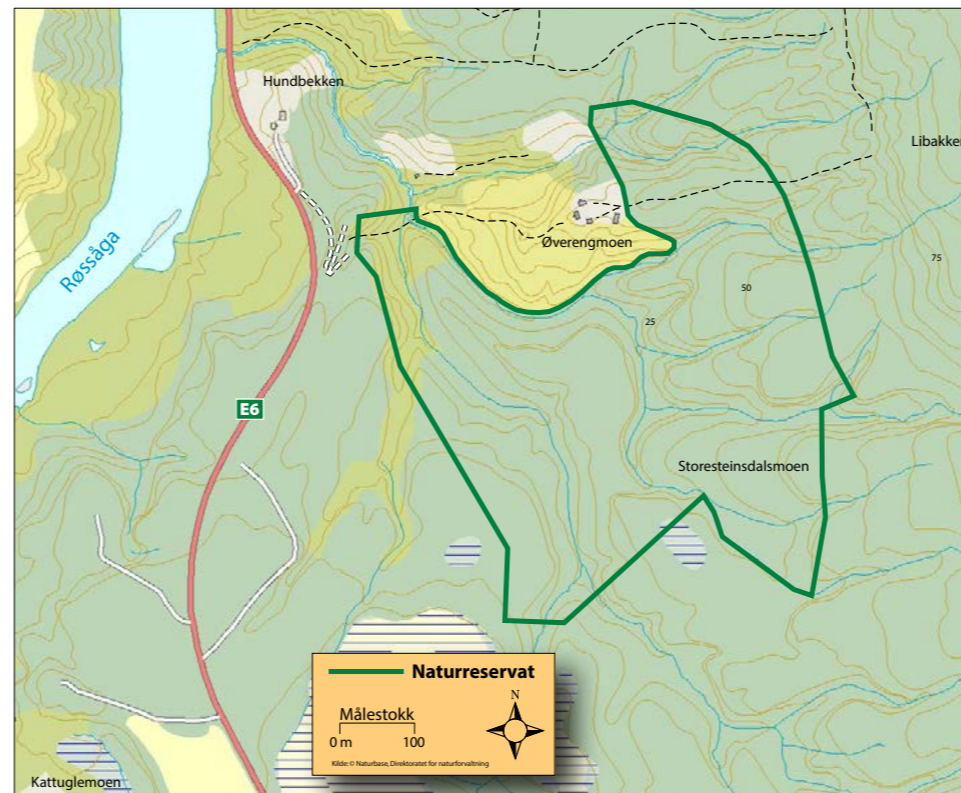 Hundbekken
Libakken
Røssåga
Øverengmoen
75
50
25
E6
Storesteinsdalsmoen
Naturreservat
N
Målestokk
0 m 100
Kilde: © Naturbase, Direktoratet for naturforvaltning
Kattuglemoen